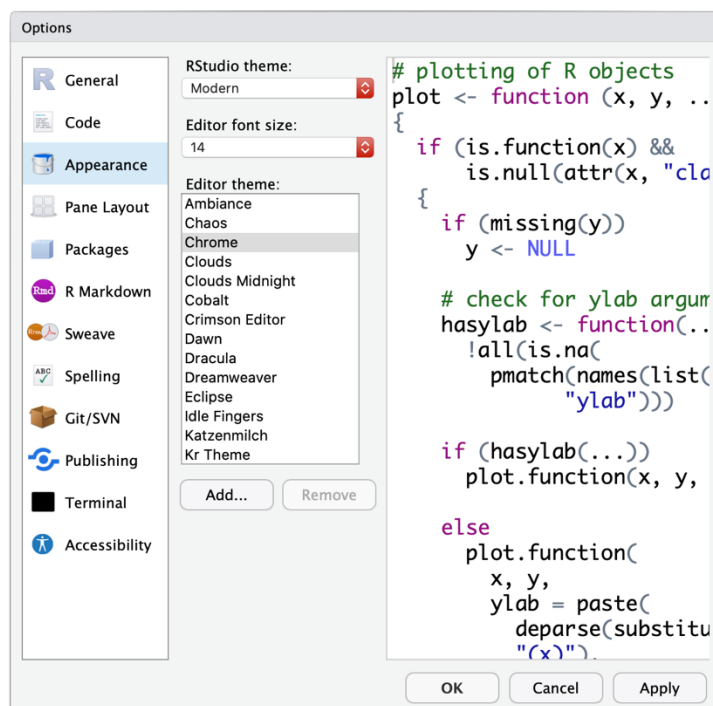 Options
General
Code
Appearance
Pane Layout
Packages
Rmd R Markdown
Rnw Sweave
ABC Spelling
Git/SVN
Publishing
Terminal
Accessibility
RStudio theme:
Modern
Editor font size:
14
Editor theme:
Ambiance
Chaos
Chrome
Clouds
Clouds Midnight
Cobalt
Crimson Editor
Dawn
Dracula
Dreamweaver
Eclipse
Idle Fingers
Katzenmilch
Kr Theme
Add...
Remove
# plotting of R objects
plot <- function (x, y, ..
{
if (is.function(x) &&
is.null(attr(x, "cla
{
if (missing(y))
y <- NULL
# check for ylab argum
hasylab <- function(..
!all(is.na(
pmatch(names(list(
"ylab")))
if (hasylab(...))
plot.function(x, y,
else
plot.function(
x, y,
ylab = paste(
deparse(substitu
"(x)"),
OK
Cancel
Apply